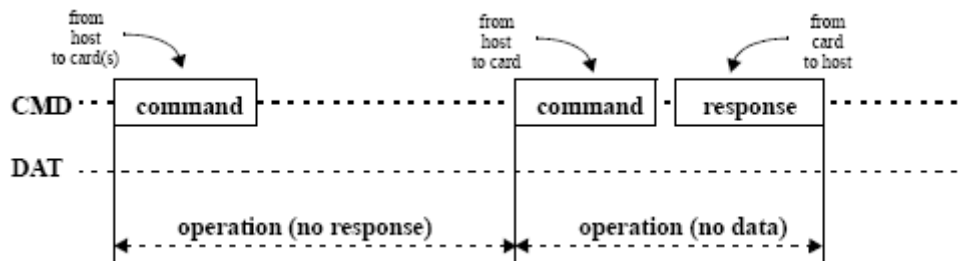 from
host
to card(s)
from
host
to card
from
card
to host
CMD
command
command
response
DAT
operation (no response)
operation (no data)